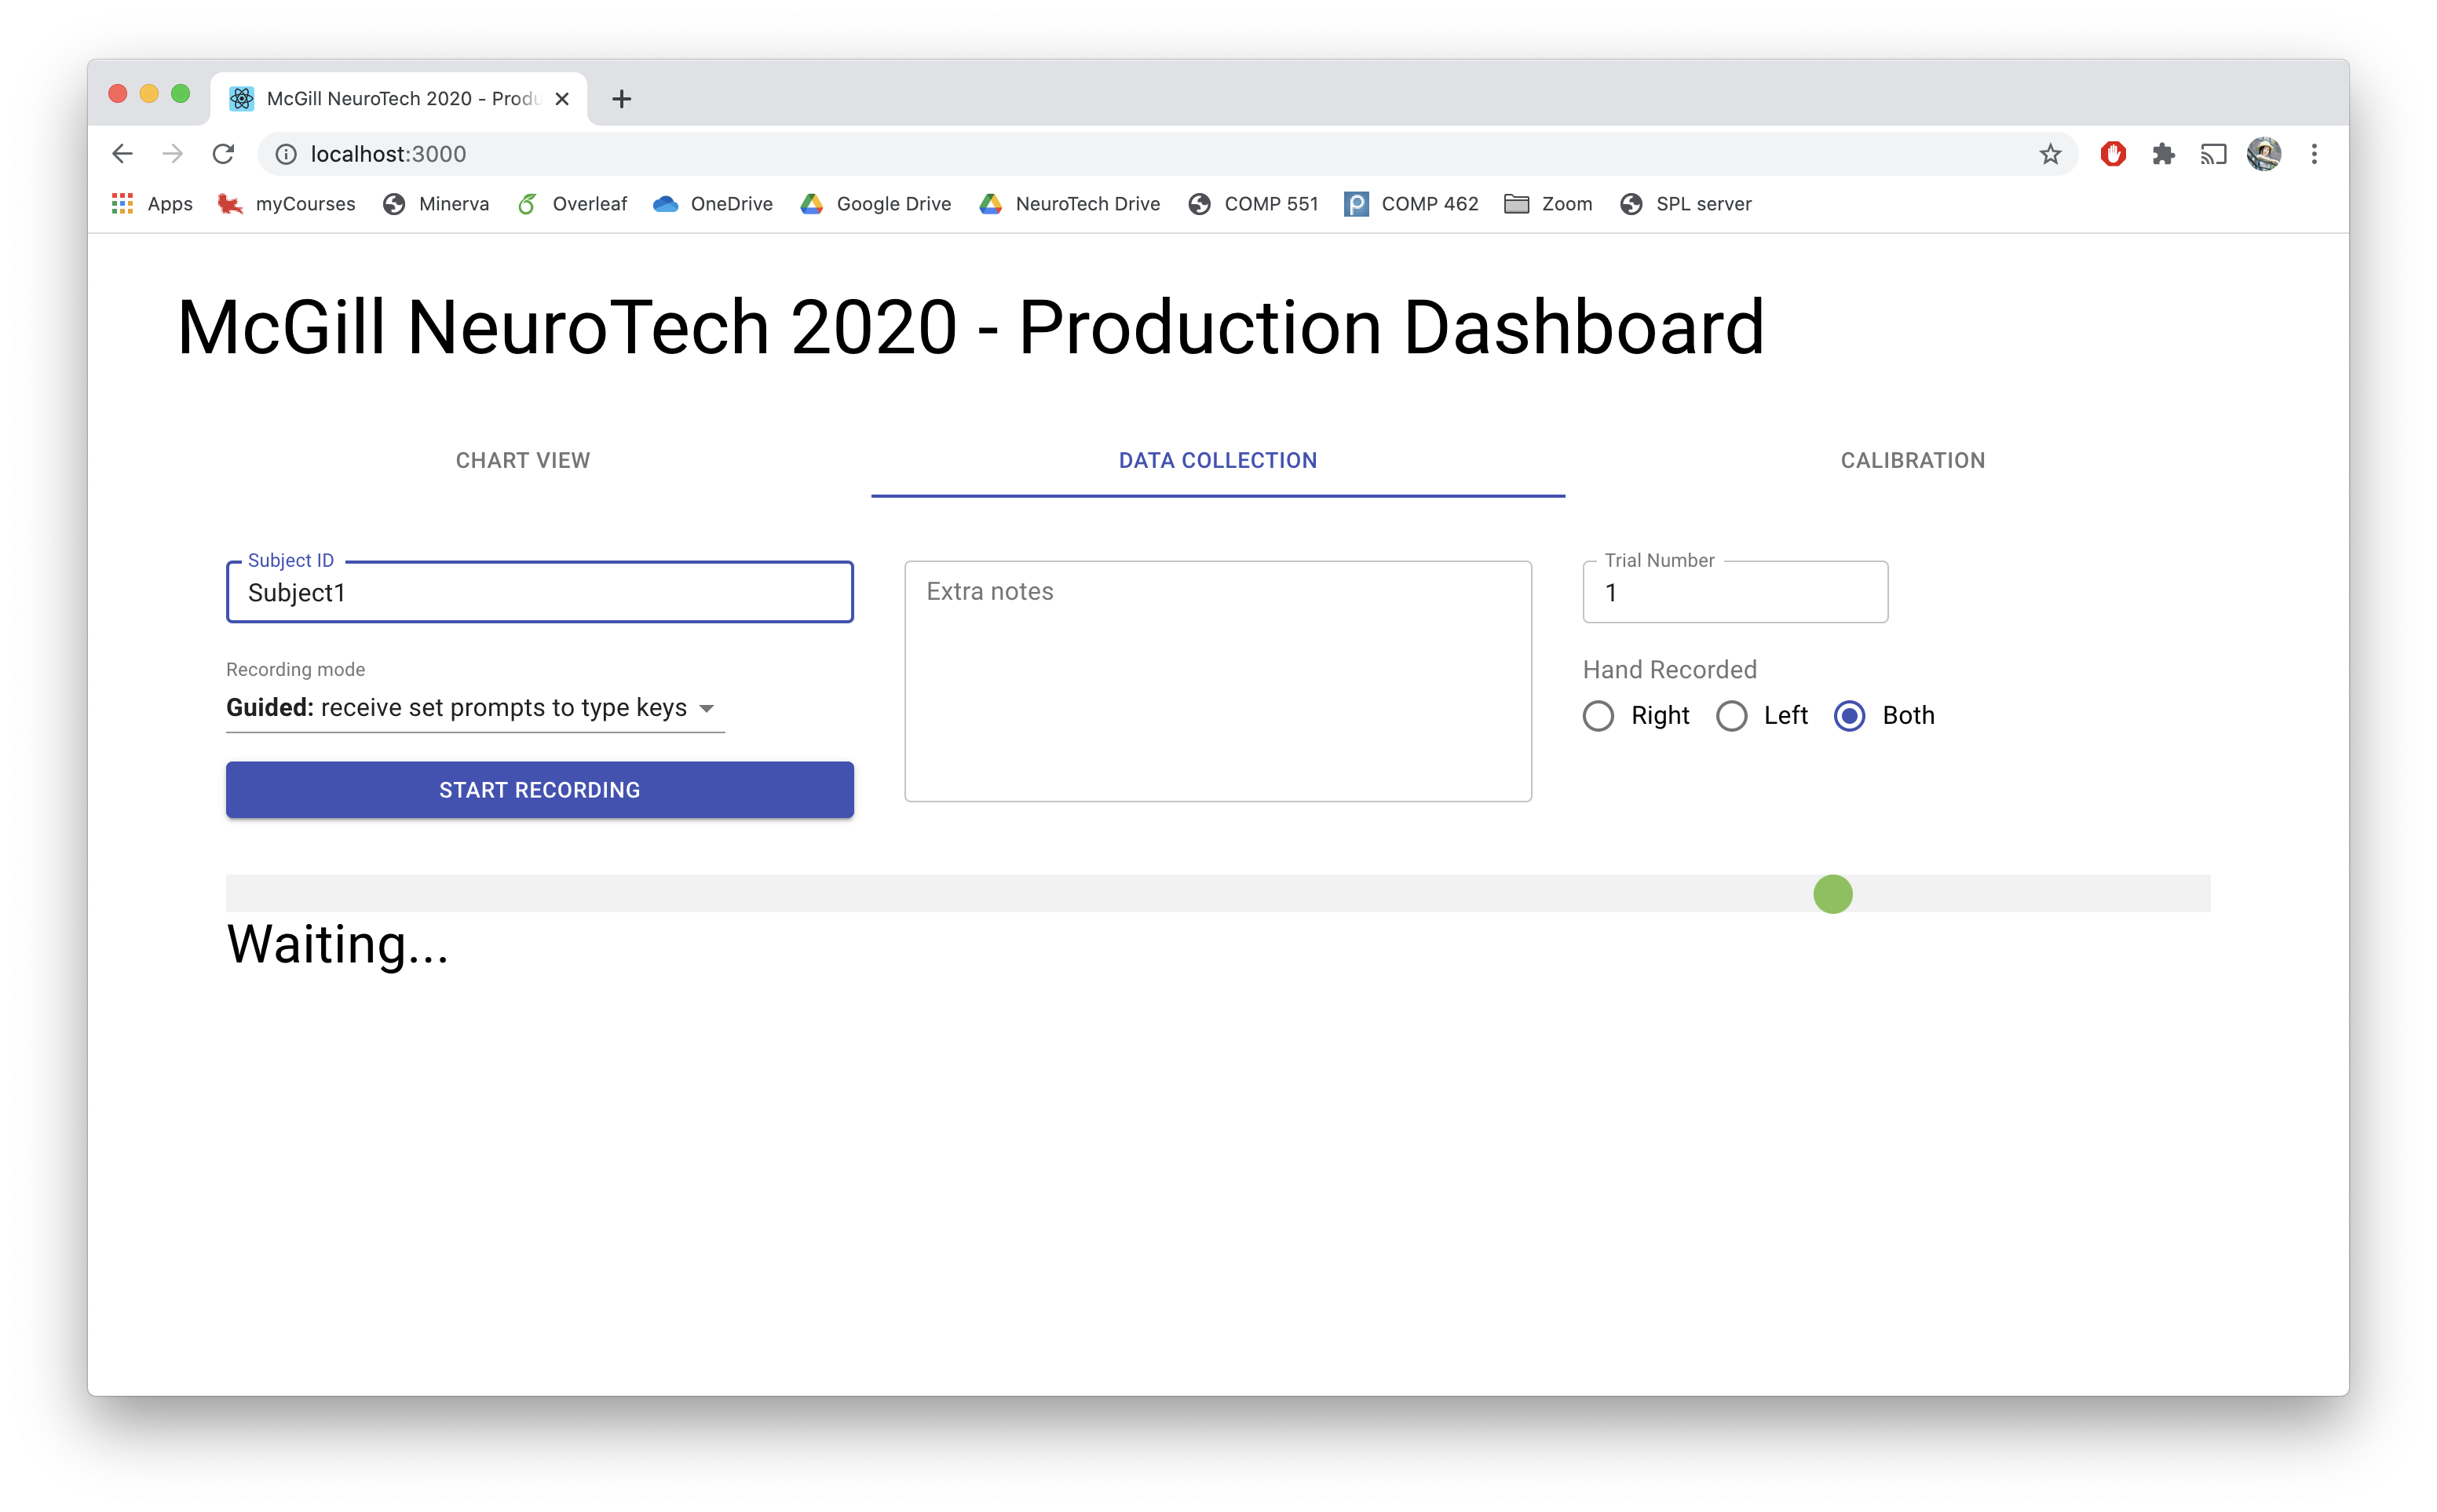 McGill NeuroTech 2020 - Produ
localhost:3000
Apps myCourses Minerva Overleaf OneDrive Google Drive NeuroTech Drive COMP 551 COMP 462 Zoom SPL server
McGill NeuroTech 2020 - Production Dashboard
CHART VIEW DATA COLLECTION CALIBRATION
Subject ID
Subject1
Extra notes
Trial Number
1
Recording mode
Guided: receive set prompts to type keys
Hand Recorded
Right Left Both
START RECORDING
Waiting...